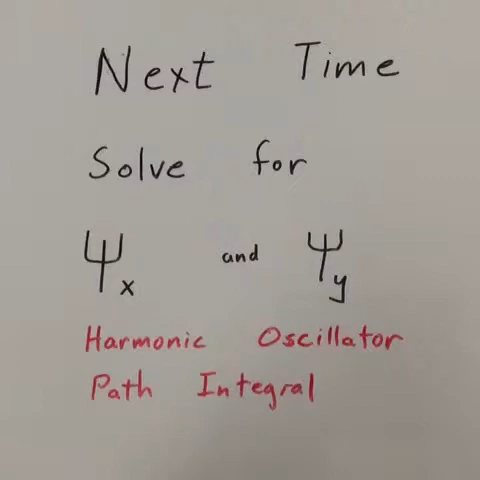 Next Time
Solve for
Ψx and Ψy
Harmonic Oscillator
Path Integral